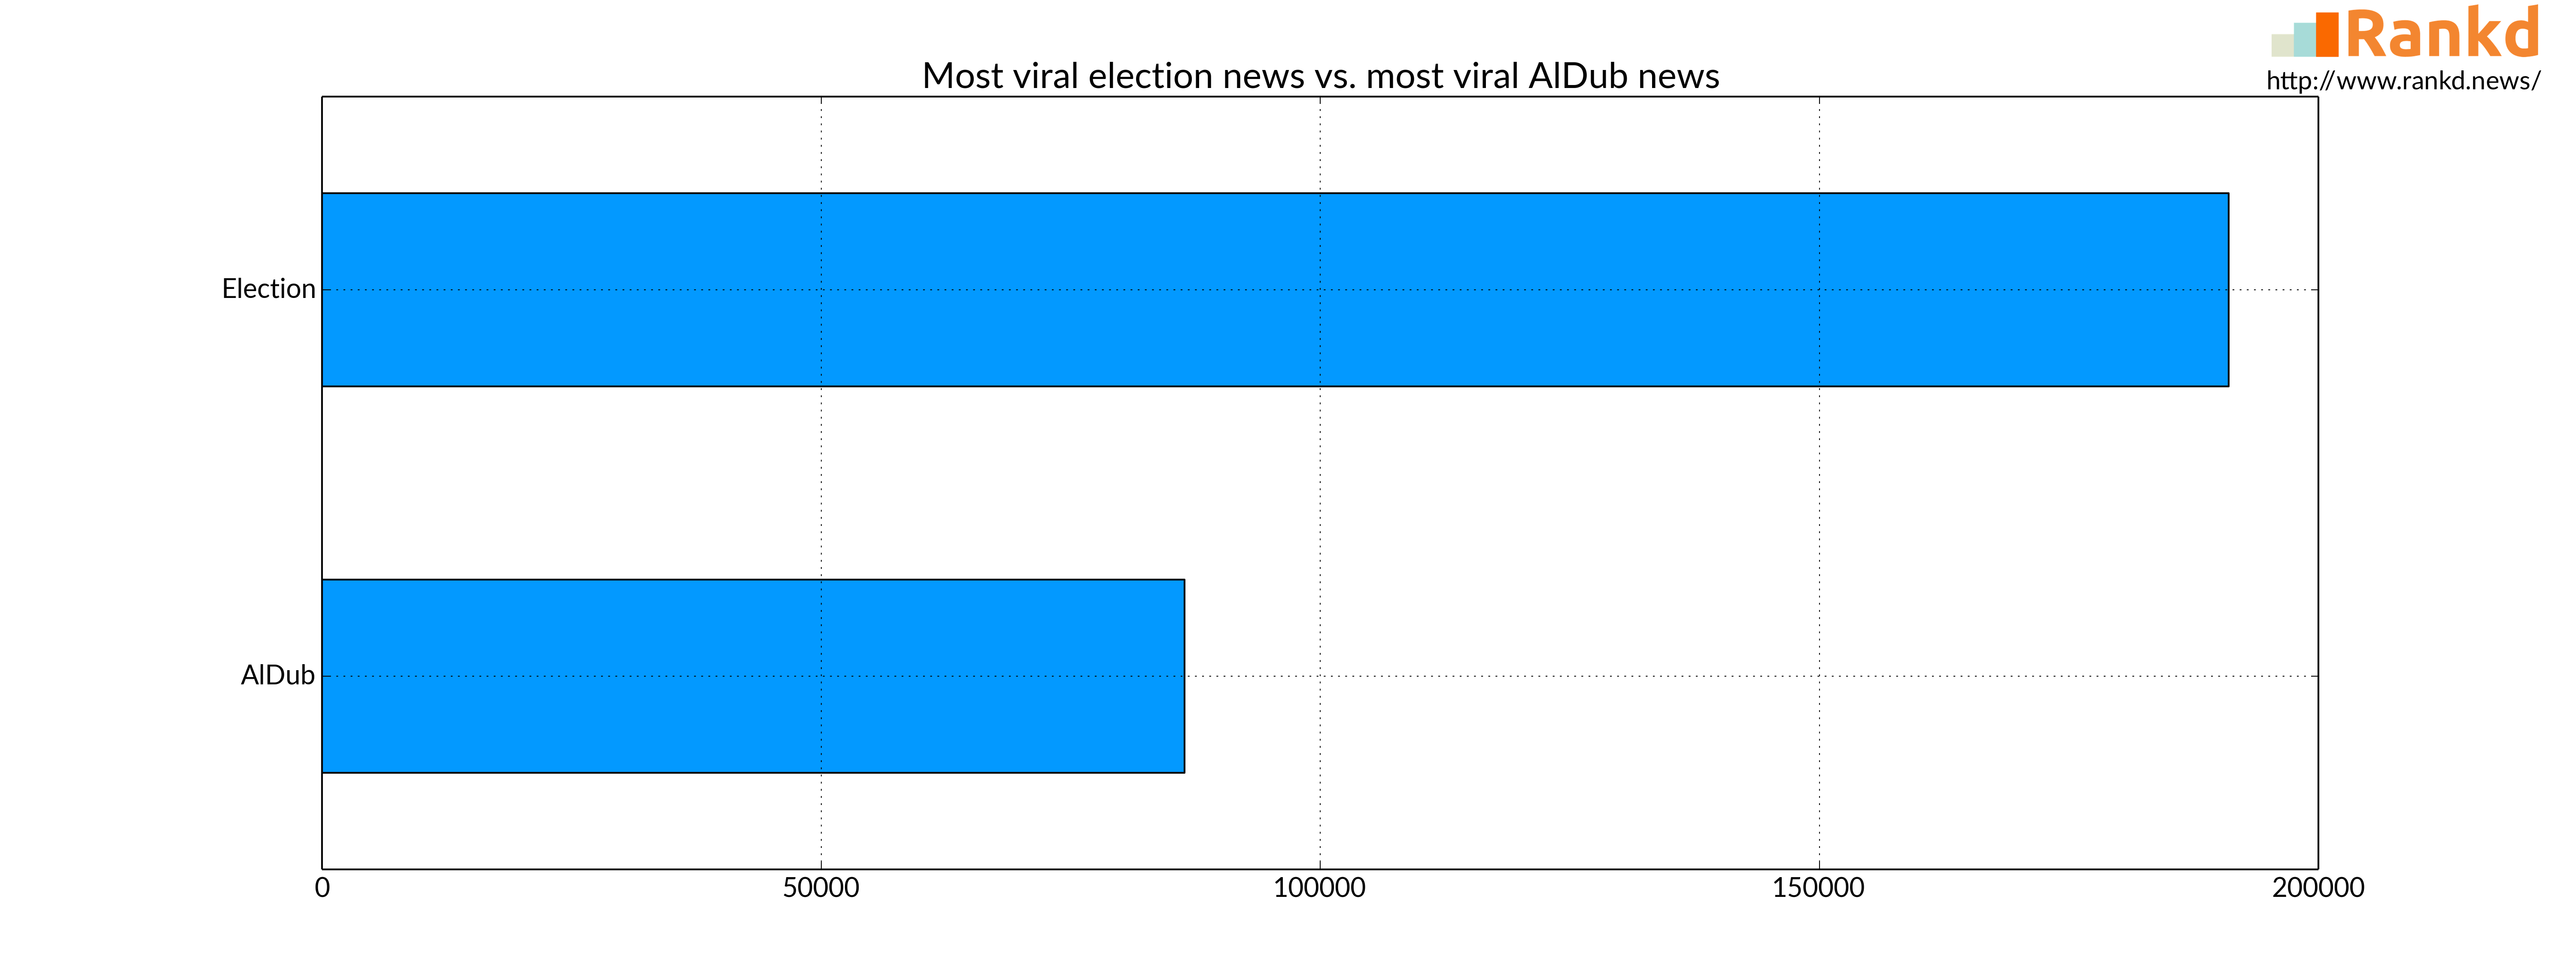 Rankd
http://www.rankd.news/
Most viral election news vs. most viral AlDub news
Election
AlDub
0 50000 100000 150000 200000